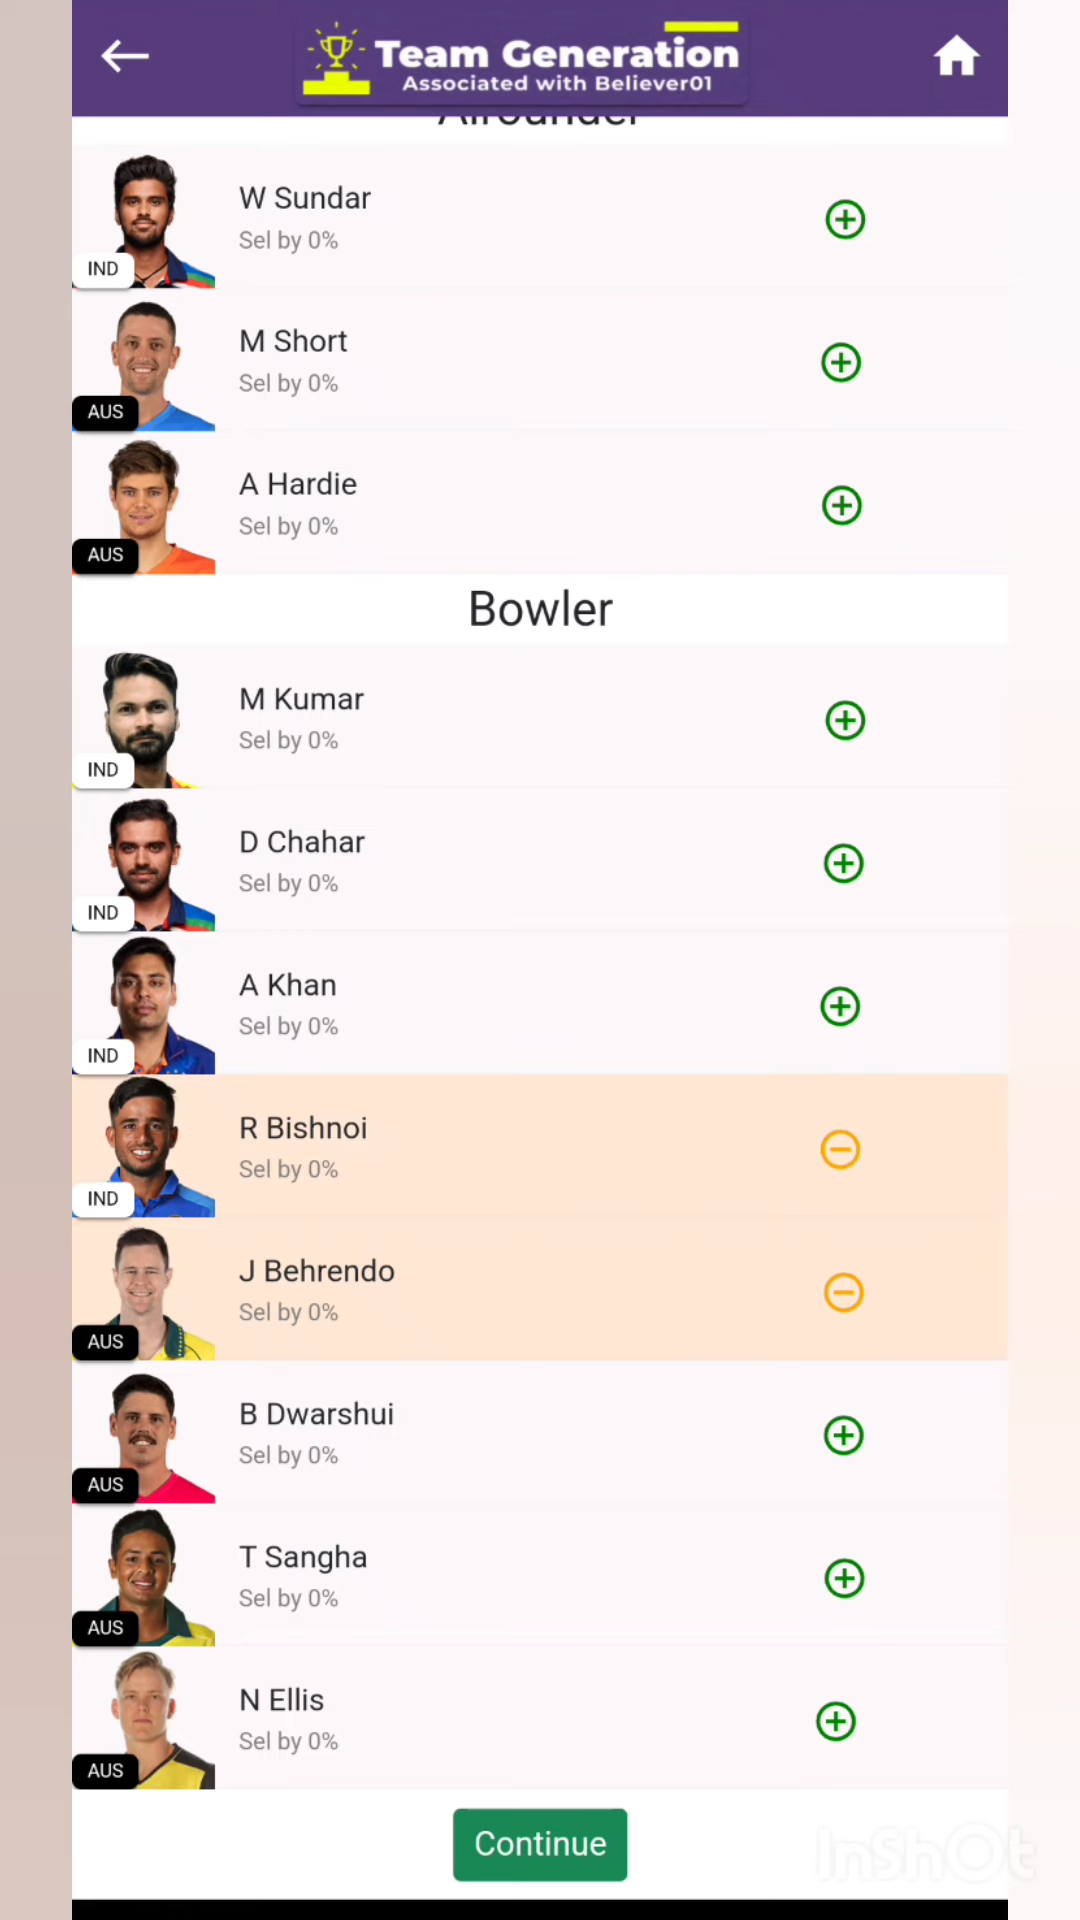 Team Generation
Associated with Believer01
Allrounder
W Sundar
Sel by 0%
IND
M Short
Sel by 0%
AUS
A Hardie
Sel by 0%
AUS
Bowler
M Kumar
Sel by 0%
IND
D Chahar
Sel by 0%
IND
A Khan
Sel by 0%
IND
R Bishnoi
Sel by 0%
IND
J Behrendo
Sel by 0%
AUS
B Dwarshui
Sel by 0%
AUS
T Sangha
Sel by 0%
AUS
N Ellis
Sel by 0%
AUS
Continue
InShOt